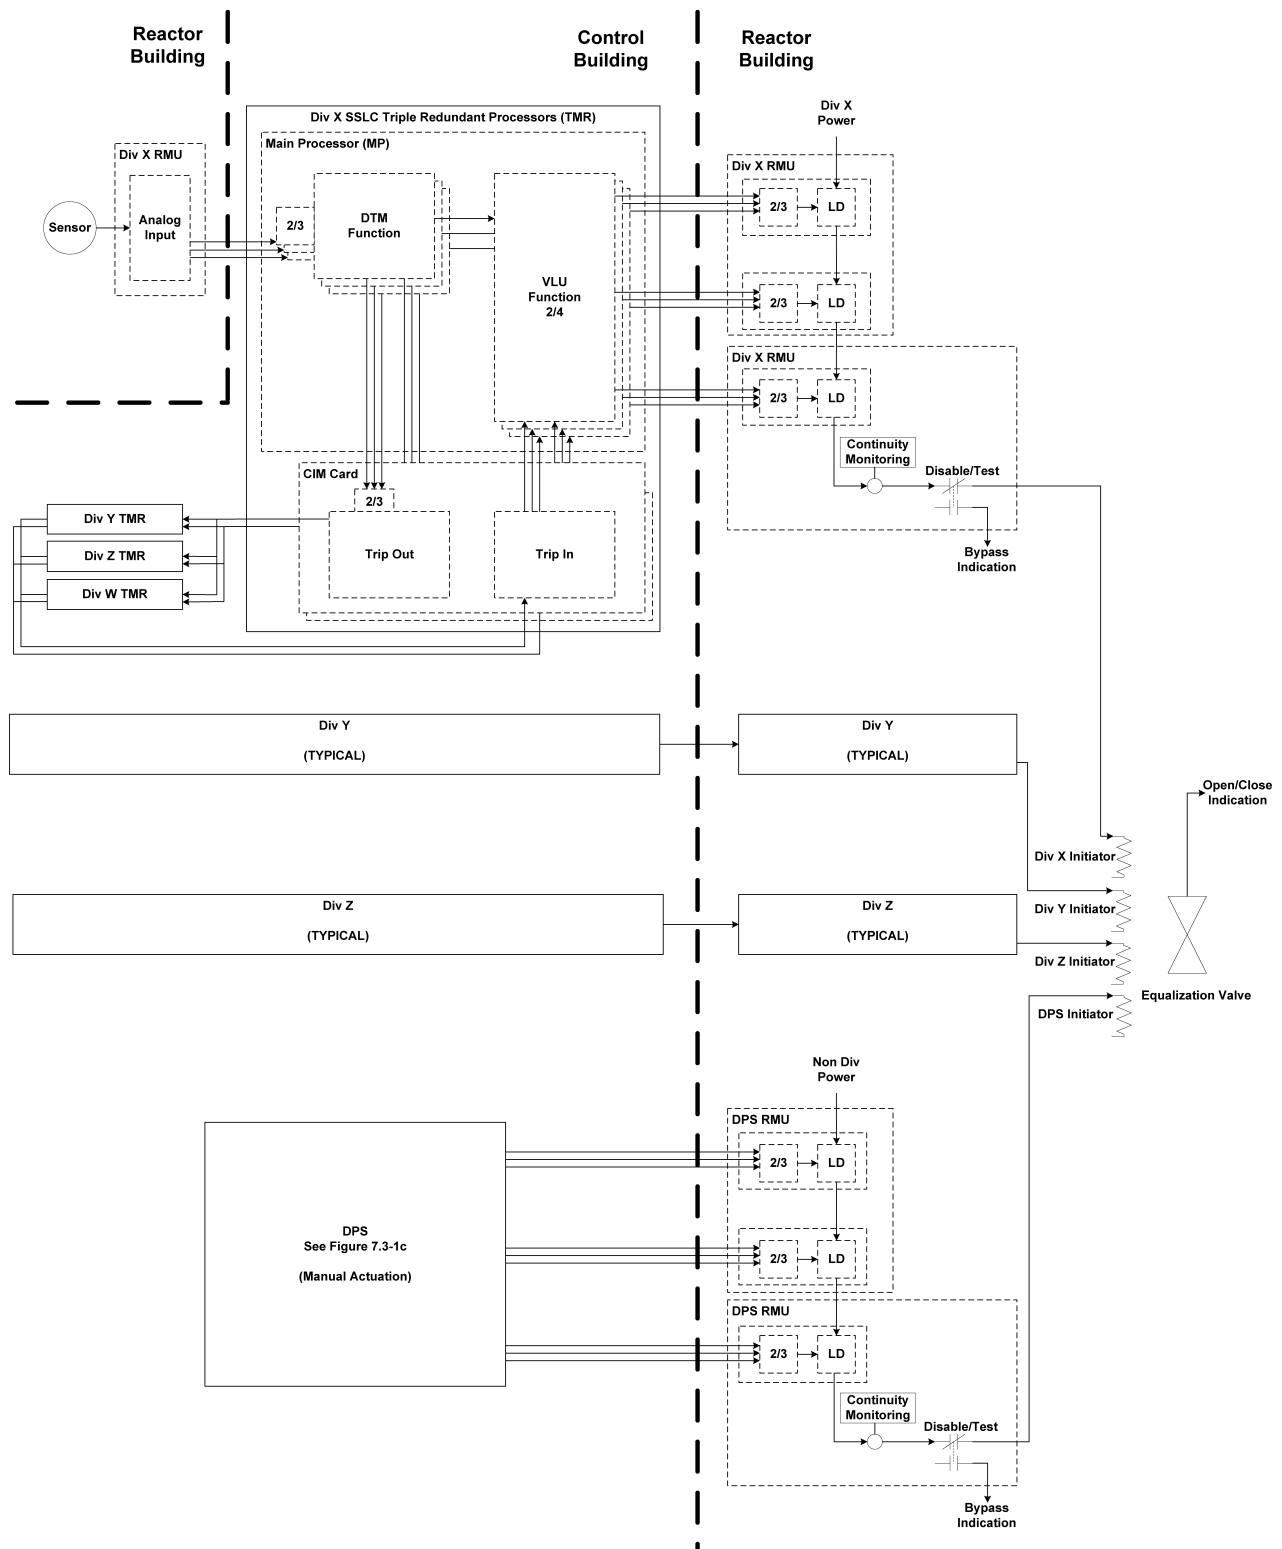 Reactor
Building
Control
Building
Reactor
Building
Div X SSLC Triple Redundant Processors (TMR)
Main Processor (MP)
Div X RMU
Sensor
Analog
Input
2/3
DTM
Function
VLU
Function
2/4
CIM Card
2/3
Trip Out
Trip In
Div Y TMR
Div Z TMR
Div W TMR
Div X
Power
Div X RMU
2/3
LD
2/3
LD
Div X RMU
2/3
LD
Continuity
Monitoring
Disable/Test
Bypass
Indication
Div Y
(TYPICAL)
Div Y
(TYPICAL)
Div Z
(TYPICAL)
Div Z
(TYPICAL)
Open/Close
Indication
Div X Initiator
Div Y Initiator
Div Z Initiator
DPS Initiator
Equalization Valve
DPS
See Figure 7.3-1c
(Manual Actuation)
Non Div
Power
DPS RMU
2/3
LD
2/3
LD
DPS RMU
2/3
LD
Continuity
Monitoring
Disable/Test
Bypass
Indication